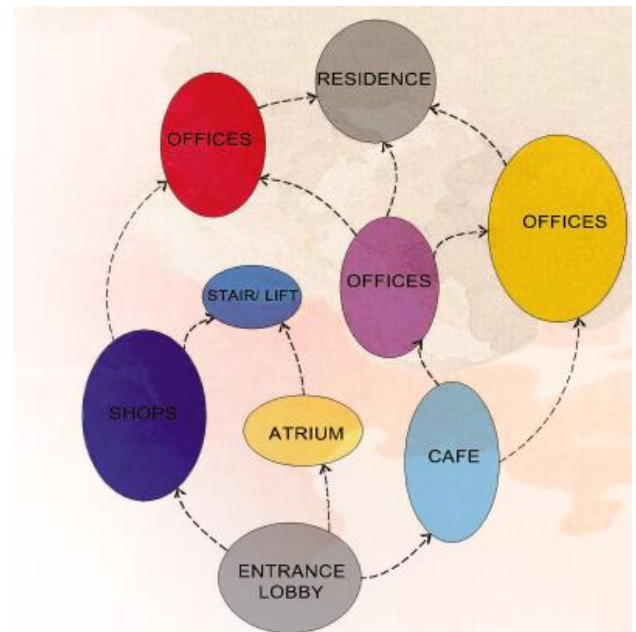 RESIDENCE
OFFICES
OFFICES
OFFICES
STAIR/ LIFT
SHOPS
ATRIUM
CAFE
ENTRANCE
LOBBY